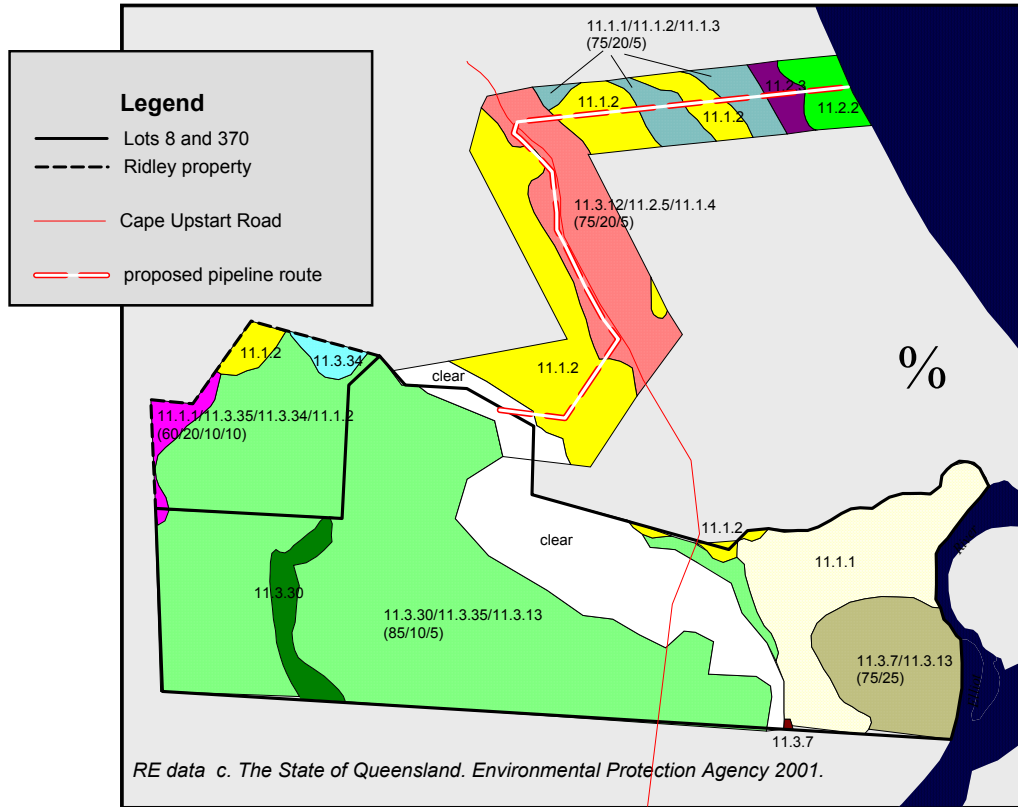 11.1.1/11.1.2/11.1.3
(75/20/5)
Legend
Lots 8 and 370
Ridley property
Cape Upstart Road
proposed pipeline route
11.1.2
11.1.2
11.2.3
11.2.2
11.3.12/11.2.5/11.1.4
(75/20/5)
11.1.2
11.3.34
clear
11.1.2
%
11.1.1/11.3.35/11.3.34/11.1.2
(60/20/10/10)
11.1.2
clear
11.1.1
11.3.30
11.3.30/11.3.35/11.3.13
(85/10/5)
11.3.7/11.3.13
(75/25)
11.3.7
RE data c. The State of Queensland. Environmental Protection Agency 2001.